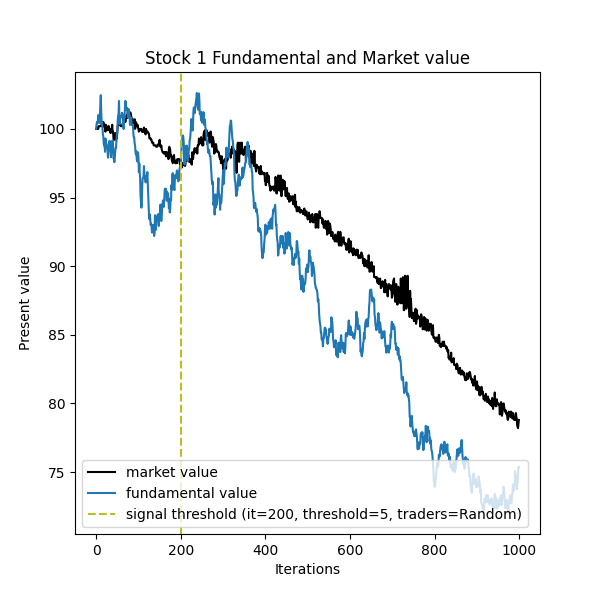 Stock 1 Fundamental and Market value
Present value
100
95
90
85
80
75
market value
fundamental value
signal threshold (it=200, threshold=5, traders=Random)
0 200 400 600 800 1000
Iterations